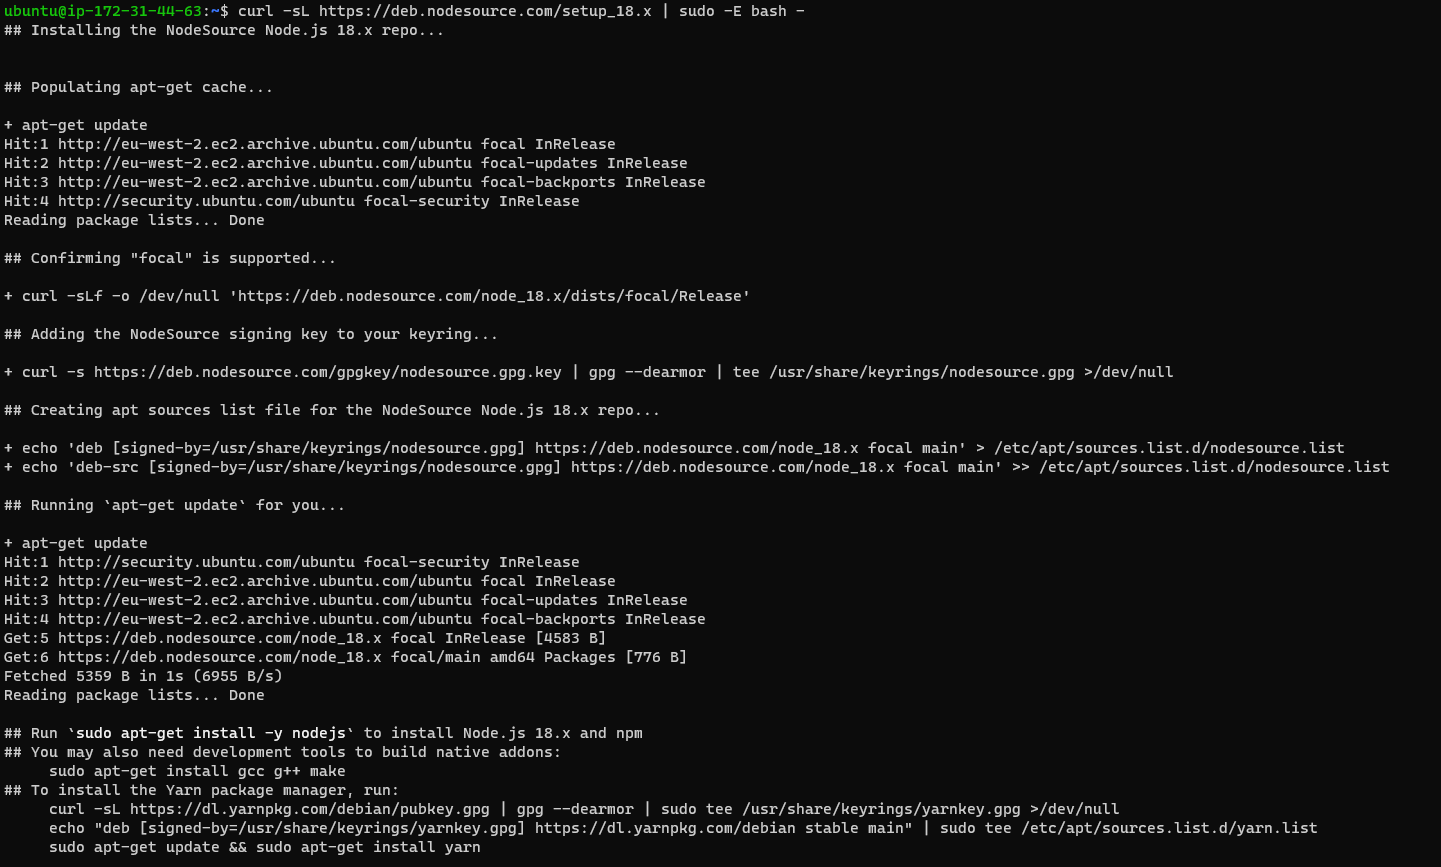 ubuntu@ip-172-31-44-63:~$ curl -sL https://deb.nodesource.com/setup_18.x | sudo -E bash -
## Installing the NodeSource Node.js 18.x repo...
## Populating apt-get cache...
+ apt-get update
Hit:1 http://eu-west-2.ec2.archive.ubuntu.com/ubuntu focal InRelease
Hit:2 http://eu-west-2.ec2.archive.ubuntu.com/ubuntu focal-updates InRelease
Hit:3 http://eu-west-2.ec2.archive.ubuntu.com/ubuntu focal-backports InRelease
Hit:4 http://security.ubuntu.com/ubuntu focal-security InRelease
Reading package lists... Done
## Confirming "focal" is supported...
+ curl -sLf -o /dev/null 'https://deb.nodesource.com/node_18.x/dists/focal/Release'
## Adding the NodeSource signing key to your keyring...
+ curl -s https://deb.nodesource.com/gpgkey/nodesource.gpg.key | gpg --dearmor | tee /usr/share/keyrings/nodesource.gpg >/dev/null
## Creating apt sources list file for the NodeSource Node.js 18.x repo...
+ echo 'deb [signed-by=/usr/share/keyrings/nodesource.gpg] https://deb.nodesource.com/node_18.x focal main' > /etc/apt/sources.list.d/nodesource.list
+ echo 'deb-src [signed-by=/usr/share/keyrings/nodesource.gpg] https://deb.nodesource.com/node_18.x focal main' >> /etc/apt/sources.list.d/nodesource.list
## Running `apt-get update` for you...
+ apt-get update
Hit:1 http://security.ubuntu.com/ubuntu focal-security InRelease
Hit:2 http://eu-west-2.ec2.archive.ubuntu.com/ubuntu focal InRelease
Hit:3 http://eu-west-2.ec2.archive.ubuntu.com/ubuntu focal-updates InRelease
Hit:4 http://eu-west-2.ec2.archive.ubuntu.com/ubuntu focal-backports InRelease
Get:5 https://deb.nodesource.com/node_18.x focal InRelease [4583 B]
Get:6 https://deb.nodesource.com/node_18.x focal/main amd64 Packages [776 B]
Fetched 5359 B in 1s (6955 B/s)
Reading package lists... Done
## Run `sudo apt-get install -y nodejs` to install Node.js 18.x and npm
## You may also need development tools to build native addons:
sudo apt-get install gcc g++ make
## To install the Yarn package manager, run:
curl -sL https://dl.yarnpkg.com/debian/pubkey.gpg | gpg --dearmor | sudo tee /usr/share/keyrings/yarnkey.gpg >/dev/null
echo "deb [signed-by=/usr/share/keyrings/yarnkey.gpg] https://dl.yarnpkg.com/debian stable main" | sudo tee /etc/apt/sources.list.d/yarn.list
sudo apt-get update && sudo apt-get install yarn